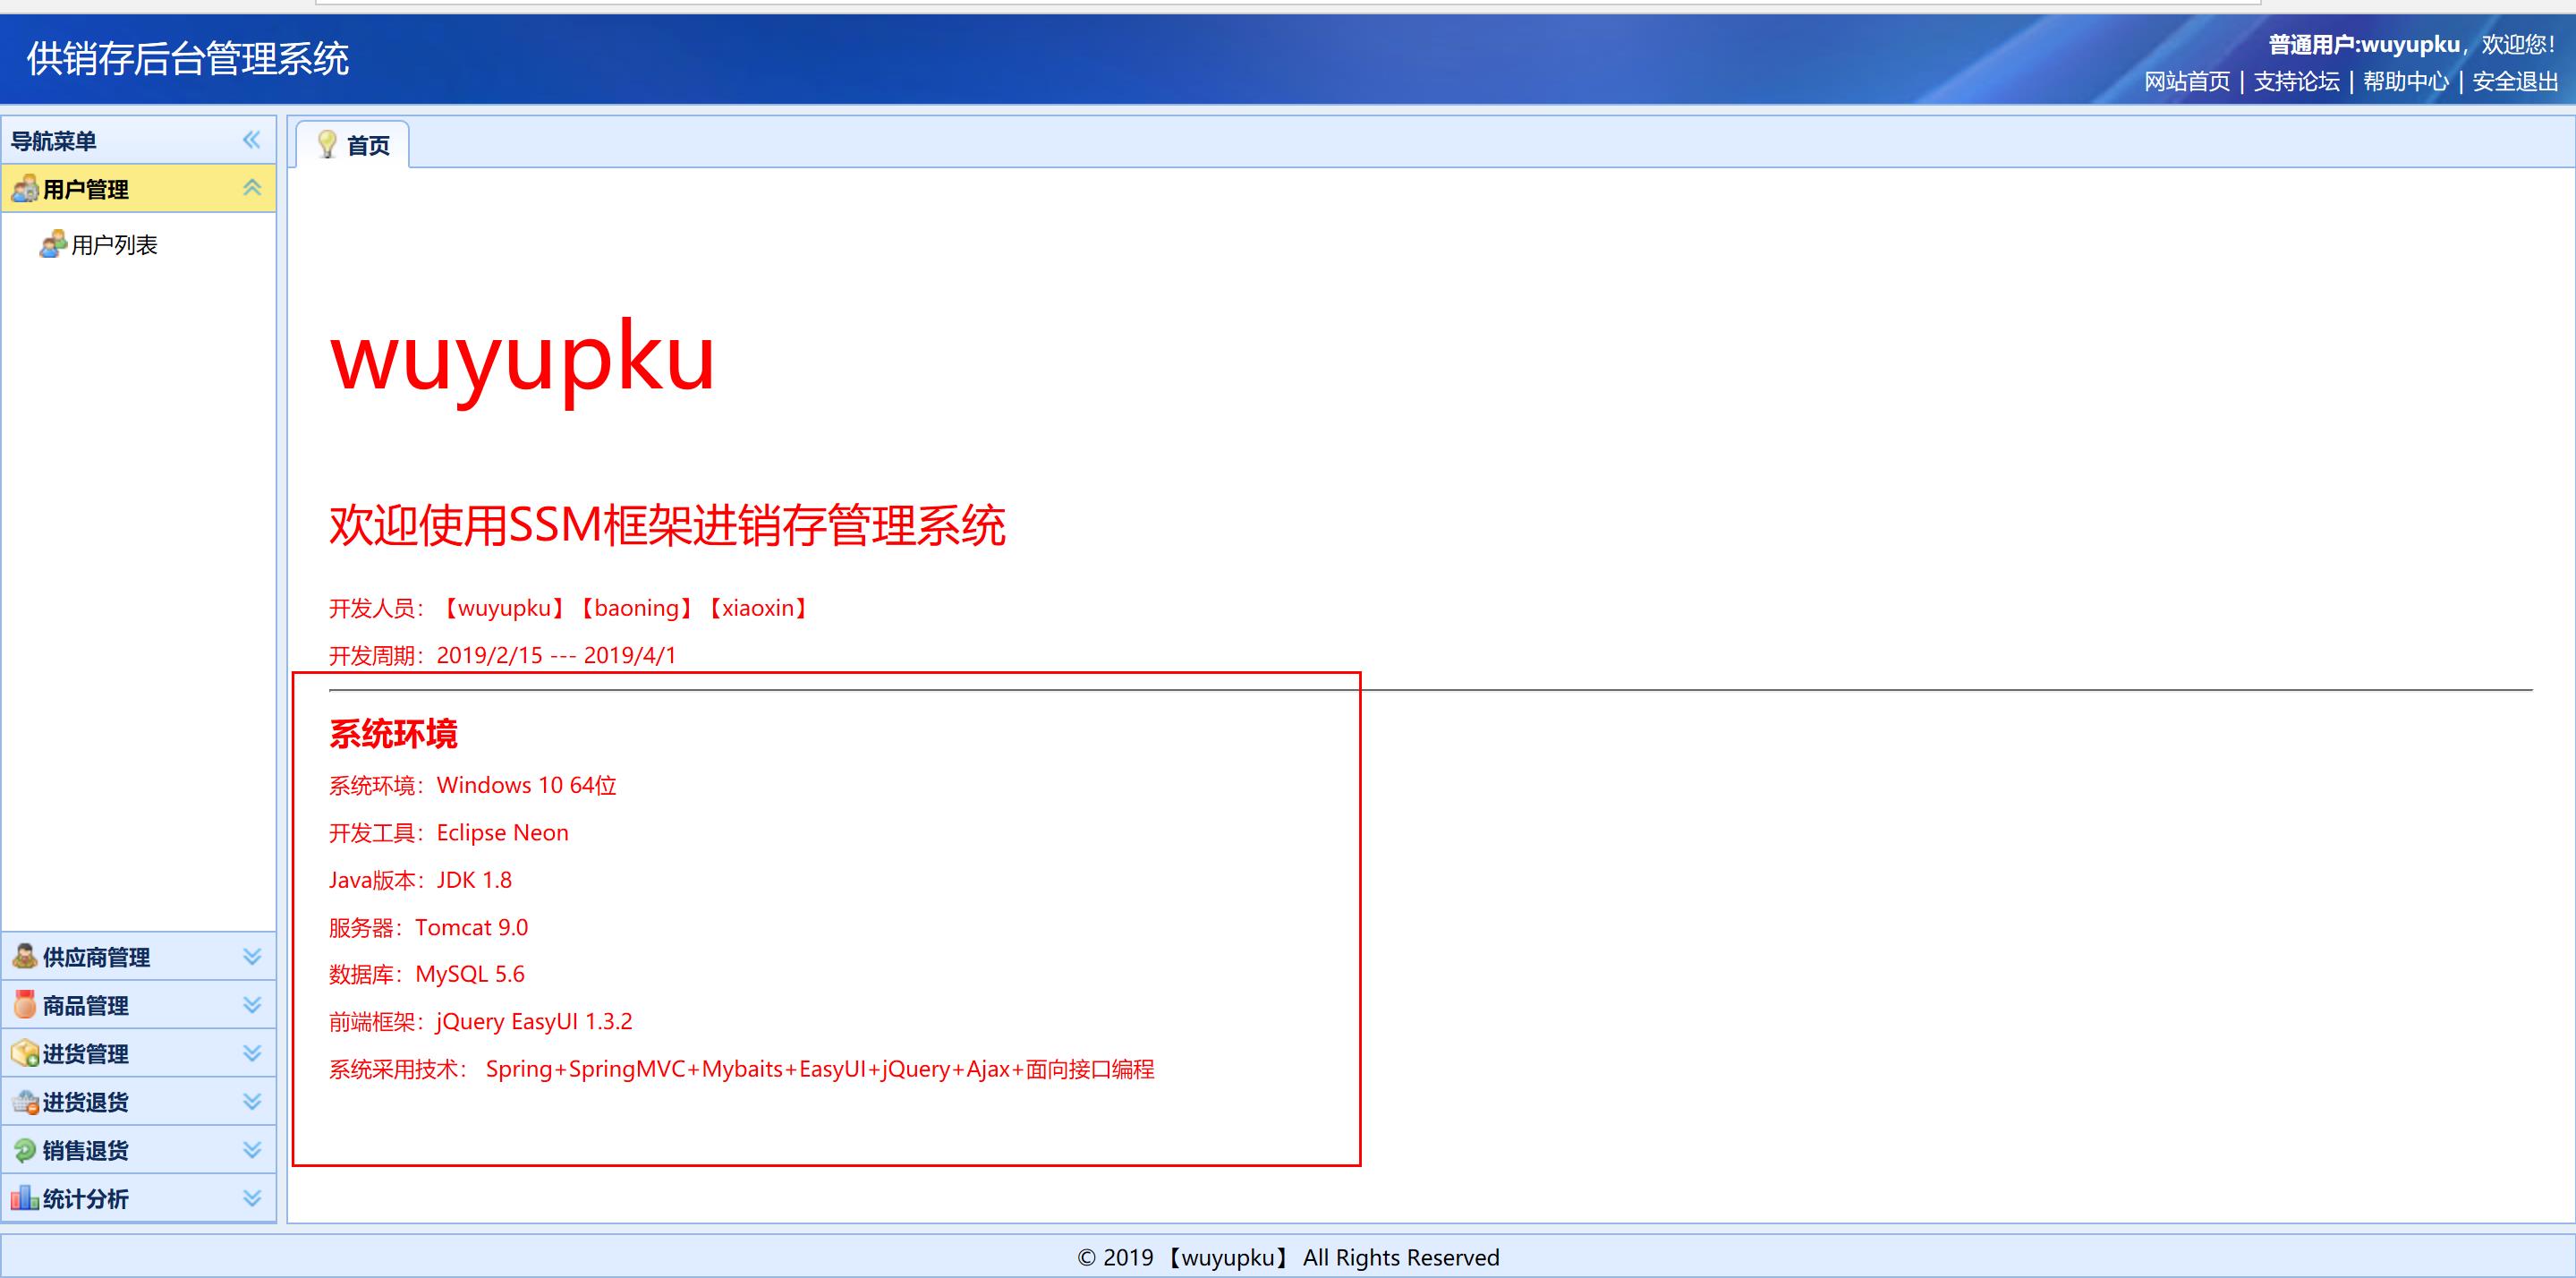 供销存后台管理系统
普通用户:wuyupku，欢迎您！
网站首页 | 支持论坛 | 帮助中心 | 安全退出
导航菜单
用户管理
用户列表
供应商管理
商品管理
进货管理
进货退货
销售退货
统计分析
首页
wuyupku
欢迎使用SSM框架进销存管理系统
开发人员：【wuyupku】【baoning】【xiaoxin】
开发周期：2019/2/15 --- 2019/4/1
系统环境
系统环境：Windows 10 64位
开发工具：Eclipse Neon
Java版本：JDK 1.8
服务器：Tomcat 9.0
数据库：MySQL 5.6
前端框架：jQuery EasyUI 1.3.2
系统采用技术： Spring+SpringMVC+Mybaits+EasyUI+jQuery+Ajax+面向接口编程
© 2019 【wuyupku】 All Rights Reserved